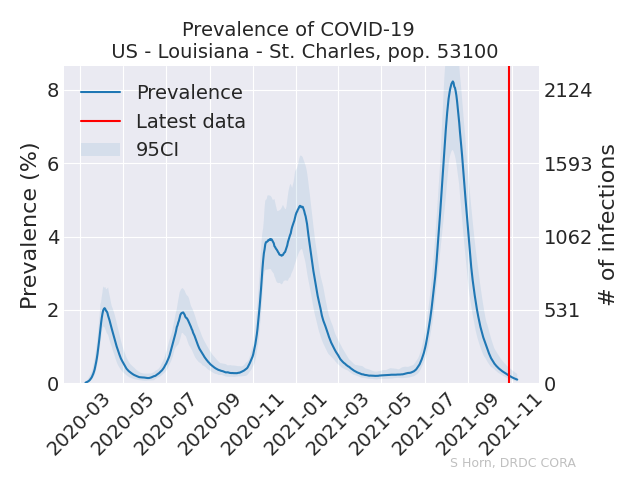 Prevalence of COVID-19
US - Louisiana - St. Charles, pop. 53100
Prevalence
Latest data
95CI
Prevalence (%)
8
6
4
2
0
2124
1593
1062
531
0
# of infections
2020-03
2020-05
2020-07
2020-09
2020-11
2021-01
2021-03
2021-05
2021-07
2021-09
2021-11
S Horn, DRDC CORA